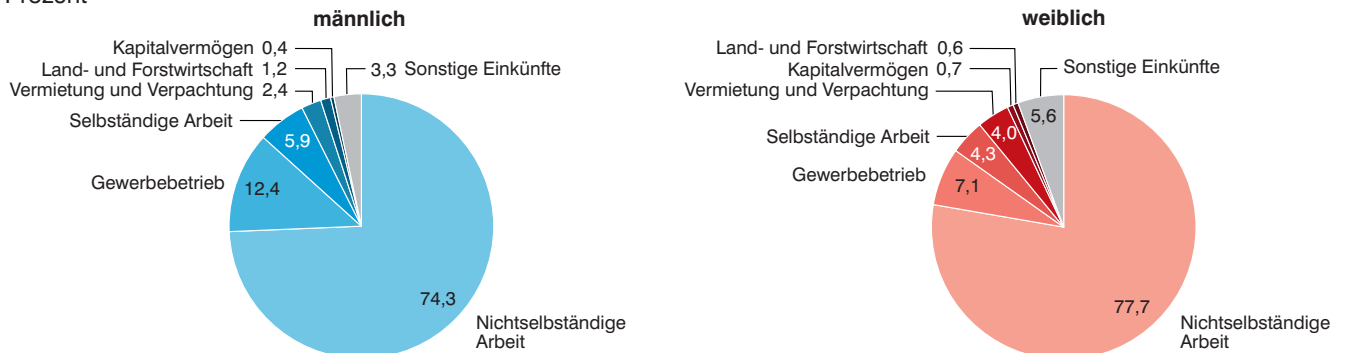 Prozent
männlich
Kapitalvermögen 0,4
Land- und Forstwirtschaft 1,2
Vermietung und Verpachtung 2,4
3,3 Sonstige Einkünfte
Selbständige Arbeit
5,9
Gewerbebetrieb
12,4
74,3
Nichtselbständige
Arbeit
weiblich
Land- und Forstwirtschaft 0,6
Kapitalvermögen 0,7
Vermietung und Verpachtung
Sonstige Einkünfte
5,6
4,0
Selbständige Arbeit
4,3
Gewerbebetrieb
7,1
77,7
Nichtselbständige
Arbeit